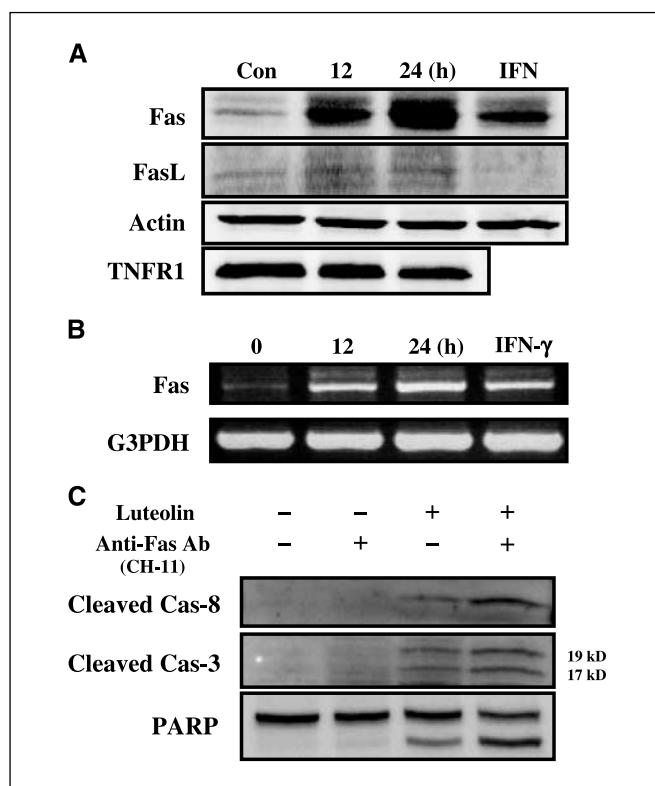 A
Con 12 24 (h) IFN
Fas
FasL
Actin
TNFR1
B
0 12 24 (h) IFN-γ
Fas
G3PDH
C
Luteolin – – + +
Anti-Fas Ab – + – +
(CH-11)
Cleaved Cas-8
Cleaved Cas-3 19 kD
17 kD
PARP